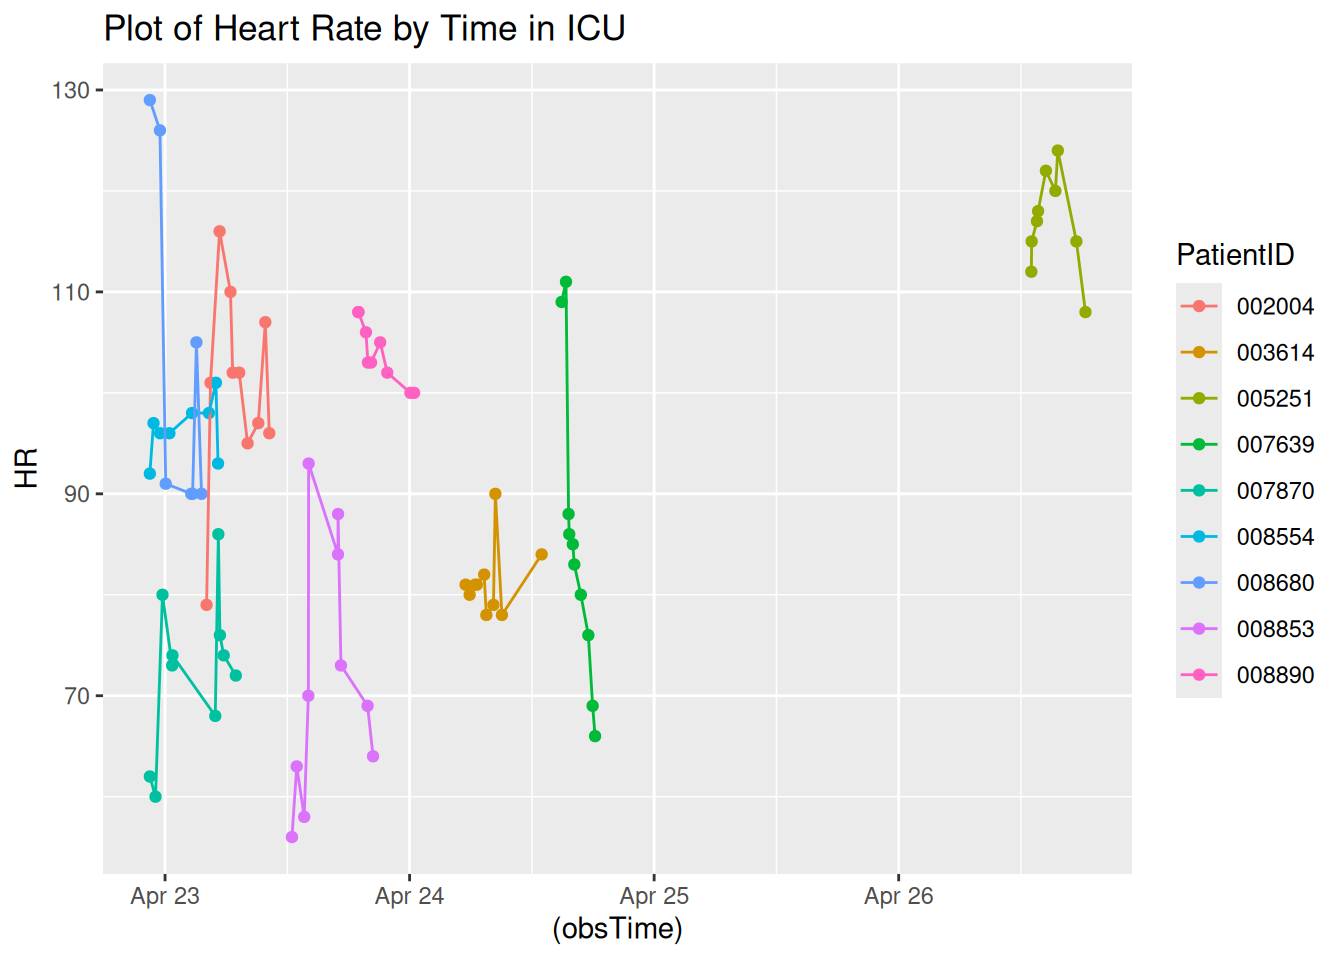 Plot of Heart Rate by Time in ICU
130
110
90
70
HR
Apr 23
Apr 24
Apr 25
Apr 26
(obsTime)
PatientID
002004
003614
005251
007639
007870
008554
008680
008853
008890